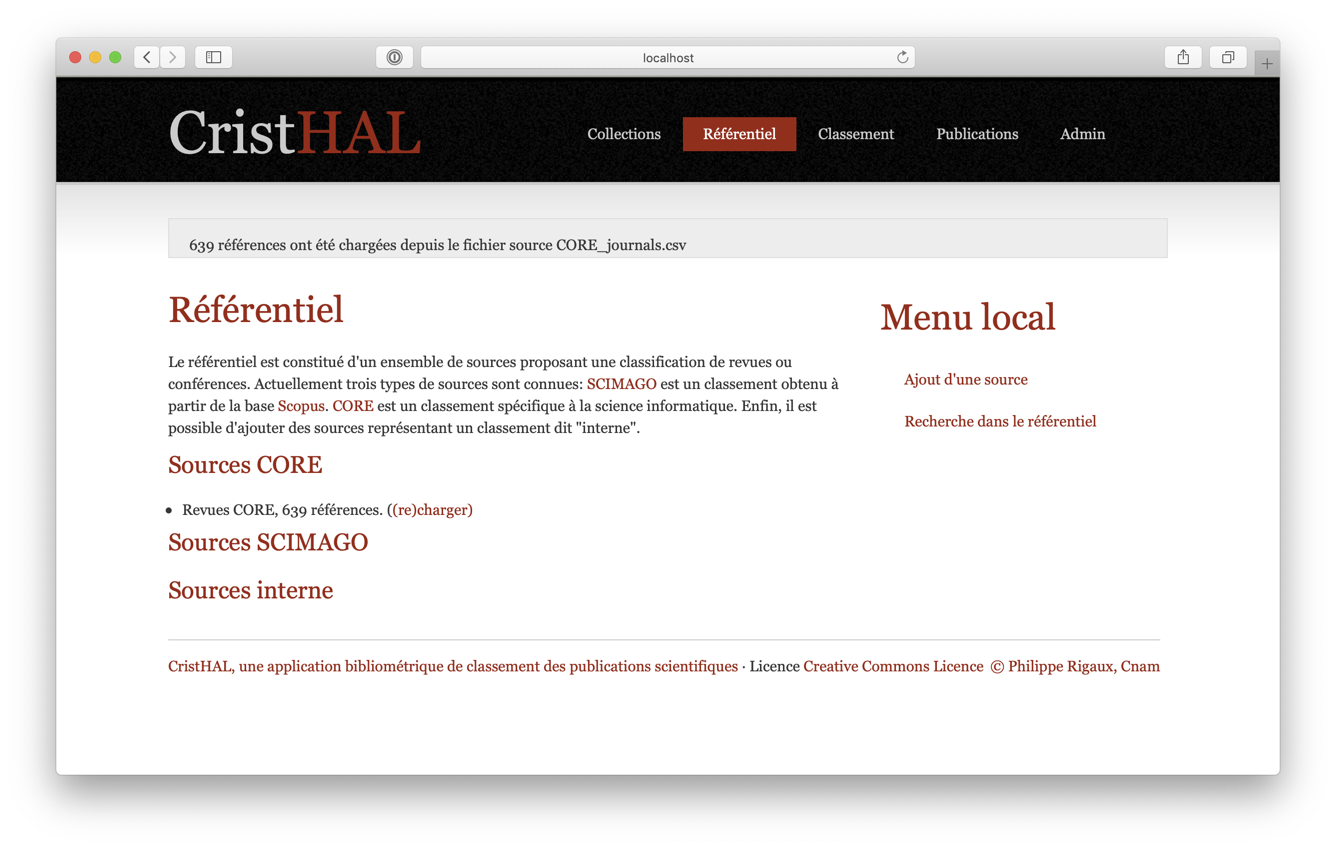 localhost
CristHAL
Collections
Référentiel
Classement
Publications
Admin
639 références ont été chargées depuis le fichier source CORE_journals.csv
Référentiel
Le référentiel est constitué d'un ensemble de sources proposant une classification de revues ou
conférences. Actuellement trois types de sources sont connues: SCIMAGO est un classement obtenu à
partir de la base Scopus. CORE est un classement spécifique à la science informatique. Enfin, il est
possible d'ajouter des sources représentant un classement dit "interne".
Sources CORE
• Revues CORE, 639 références. ((re)charger)
Sources SCIMAGO
Sources interne
Menu local
Ajout d'une source
Recherche dans le référentiel
CristHAL, une application bibliométrique de classement des publications scientifiques · Licence Creative Commons Licence © Philippe Rigaux, Cnam